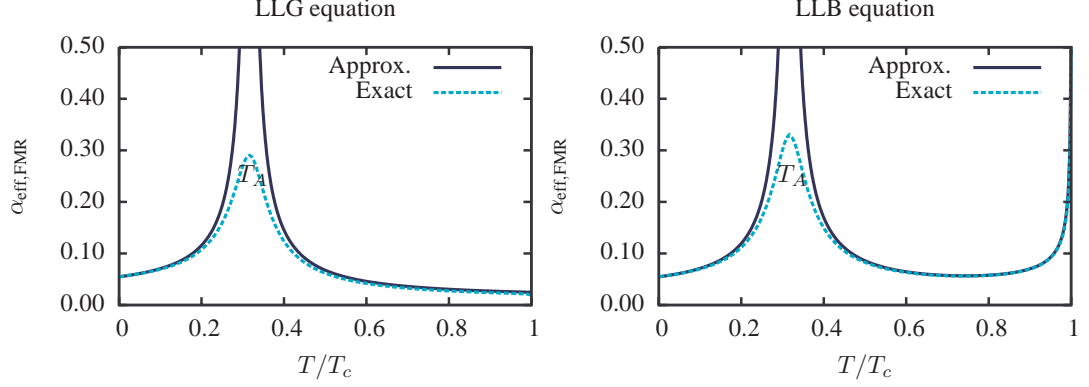 LLG equation
0.50
0.40
0.30
0.20
0.10
0.00
α_eff,FMR
Approx.
Exact
T_A
0 0.2 0.4 0.6 0.8 1
T/T_c
LLB equation
0.50
0.40
0.30
0.20
0.10
0.00
α_eff,FMR
Approx.
Exact
T_A
0 0.2 0.4 0.6 0.8 1
T/T_c